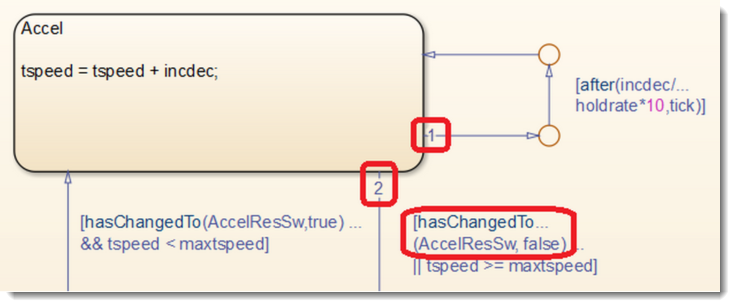 Accel
tspeed = tspeed + incdec;
[after(incdec/...
holdrate*10,tick)]
1
2
[hasChangedTo(AccelResSw,true) ...
&& tspeed < maxtspeed]
[hasChangedTo...
(AccelResSw, false) ...
|| tspeed >= maxtspeed]